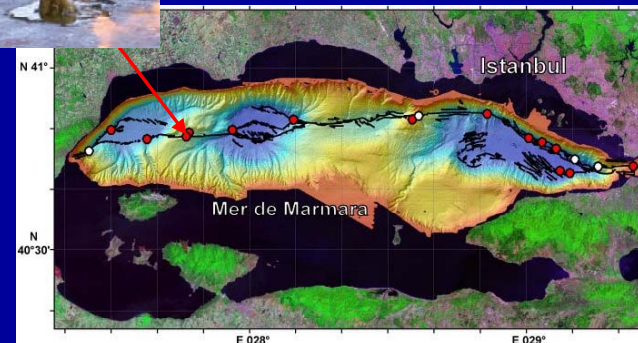 N 41°
Istanbul
Mer de Marmara
N
40°30'
E 028°
E 029°